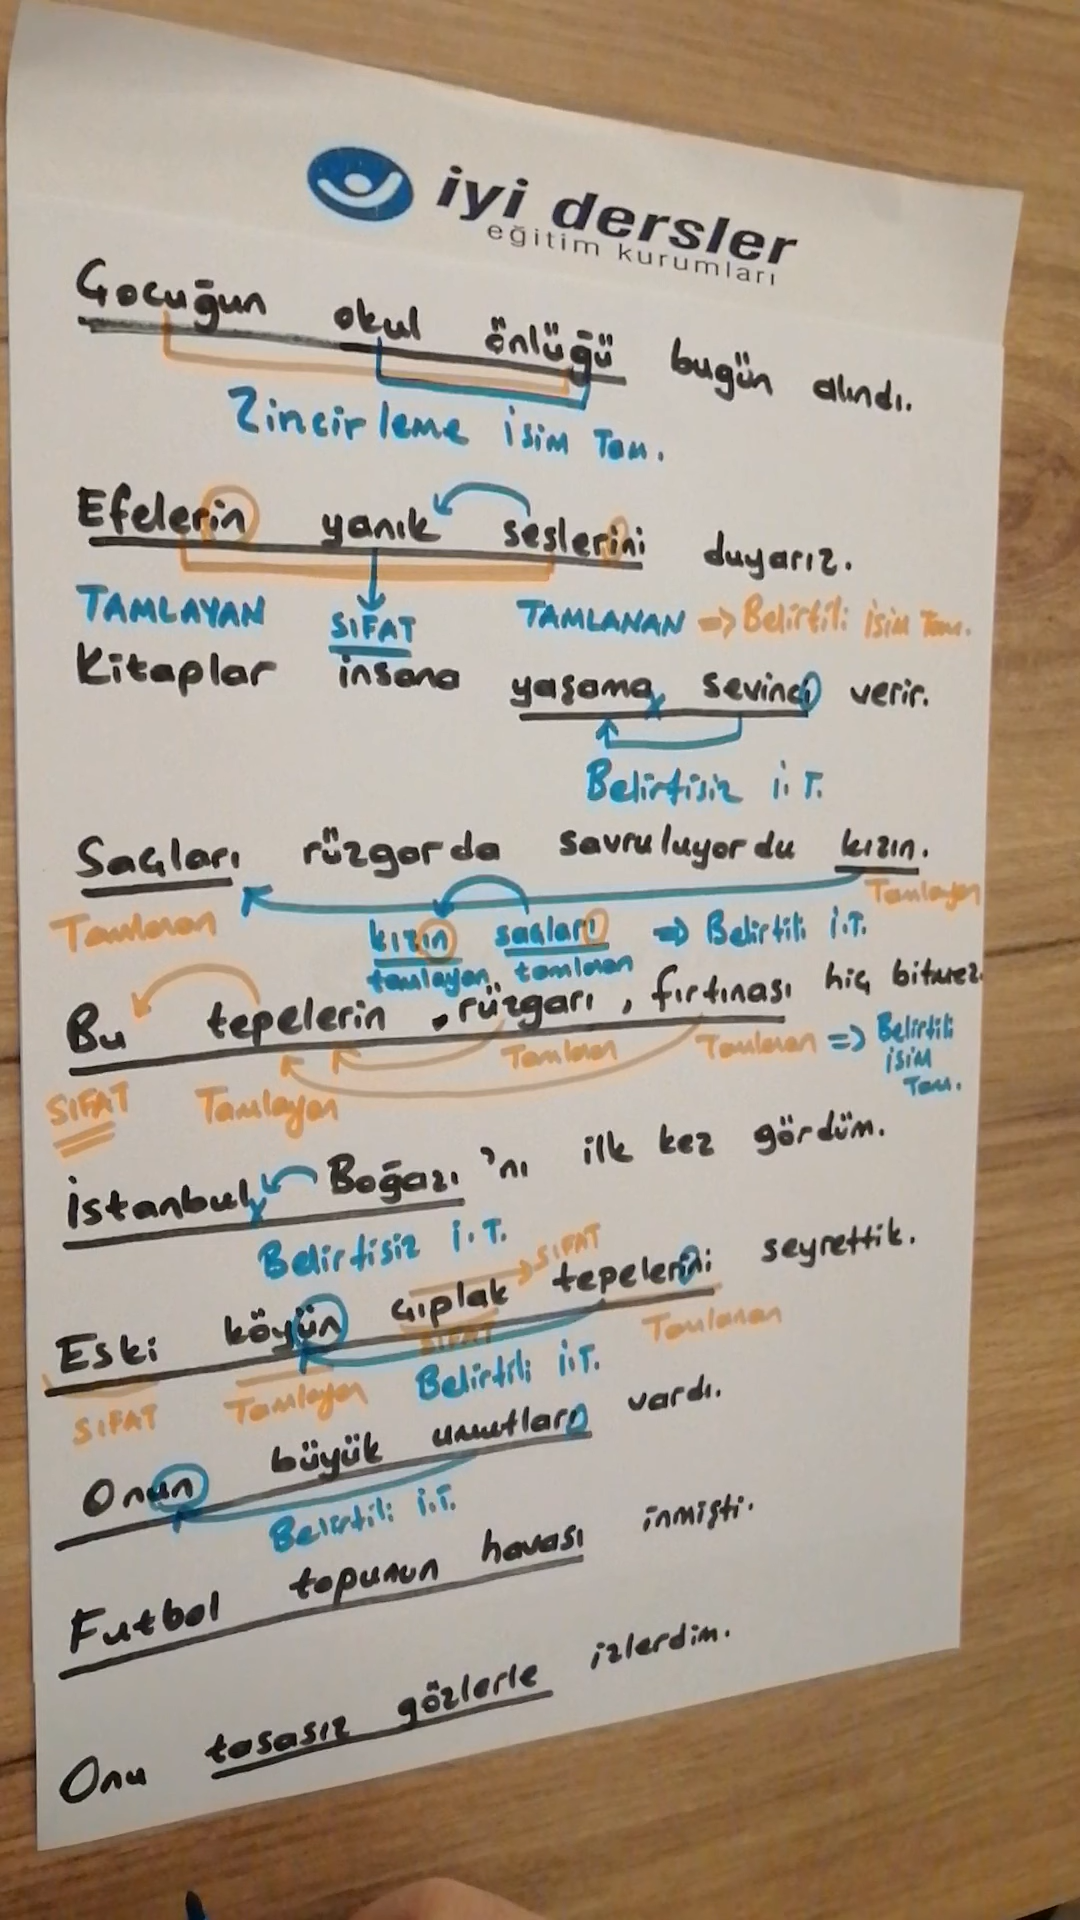 iyi dersler
eğitim kurumları
Çocuğun okul önlüğü bugün alındı.
Zincirleme İsim Tam.
Efelerin yanık seslerini duyarız.
TAMLAYAN SIFAT TAMLANAN => Belirtili isim Tam.
Kitaplar insana yaşama sevinci verir.
Belirtisiz İ.T.
Saçları rüzgarda savruluyordu kızın.
Tamlanan Tamlayan
kızın saçları => Belirtili İ.T.
tamlayan tamlanan
Bu tepelerin rüzgarı, fırtınası hiç bitmez.
SIFAT Tamlayan Tamlanan Tamlanan => Belirtili
isim
Tam.
İstanbul Boğazı'nı ilk kez gördüm.
Belirtisiz İ.T.
SIFAT
Eski köyün çıplak tepelerini seyrettik.
SIFAT
SIFAT Tamlayan Belirtili İ.T. Tamlanan
Onun büyük umutları vardı.
Belirtili İ.T.
Futbol topunun havası inmişti.
Onu tasasız gözlerle izlerdim.